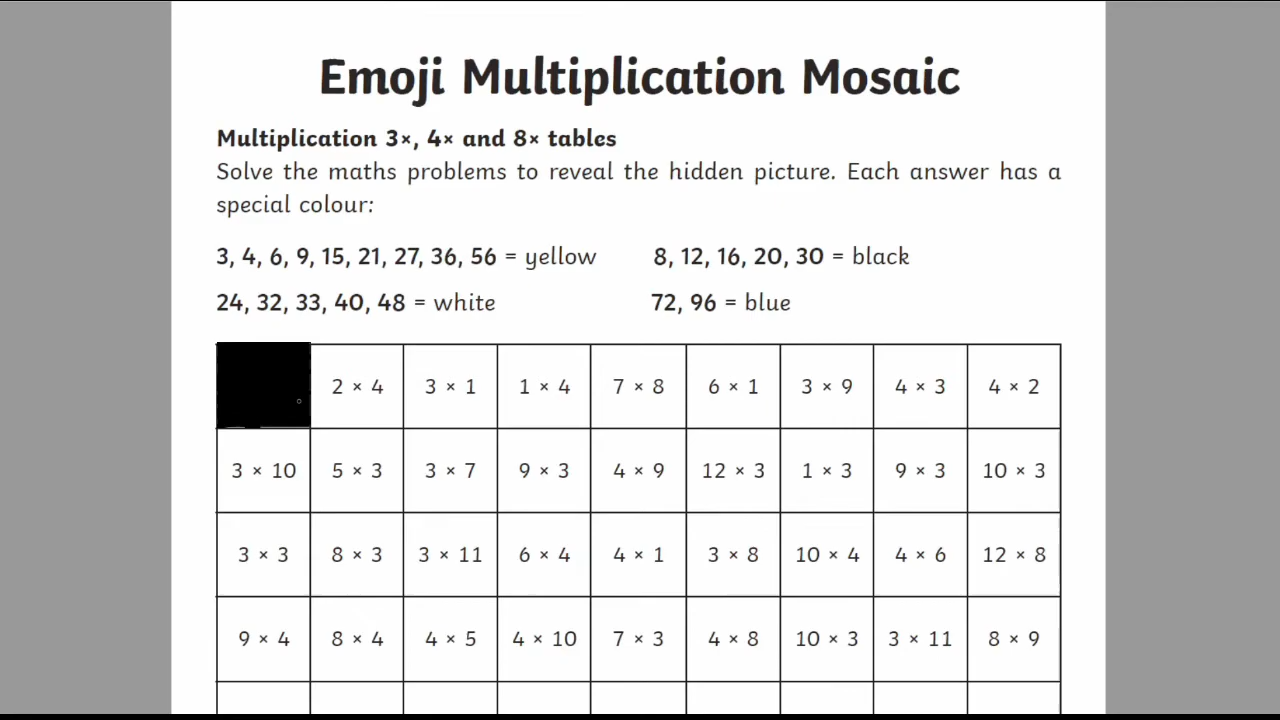 Emoji Multiplication Mosaic
Multiplication 3×, 4× and 8× tables
Solve the maths problems to reveal the hidden picture. Each answer has a
special colour:
3, 4, 6, 9, 15, 21, 27, 36, 56 = yellow 8, 12, 16, 20, 30 = black
24, 32, 33, 40, 48 = white 72, 96 = blue
2 × 4 3 × 1 1 × 4 7 × 8 6 × 1 3 × 9 4 × 3 4 × 2
3 × 10 5 × 3 3 × 7 9 × 3 4 × 9 12 × 3 1 × 3 9 × 3 10 × 3
3 × 3 8 × 3 3 × 11 6 × 4 4 × 1 3 × 8 10 × 4 4 × 6 12 × 8
9 × 4 8 × 4 4 × 5 4 × 10 7 × 3 4 × 8 10 × 3 3 × 11 8 × 9